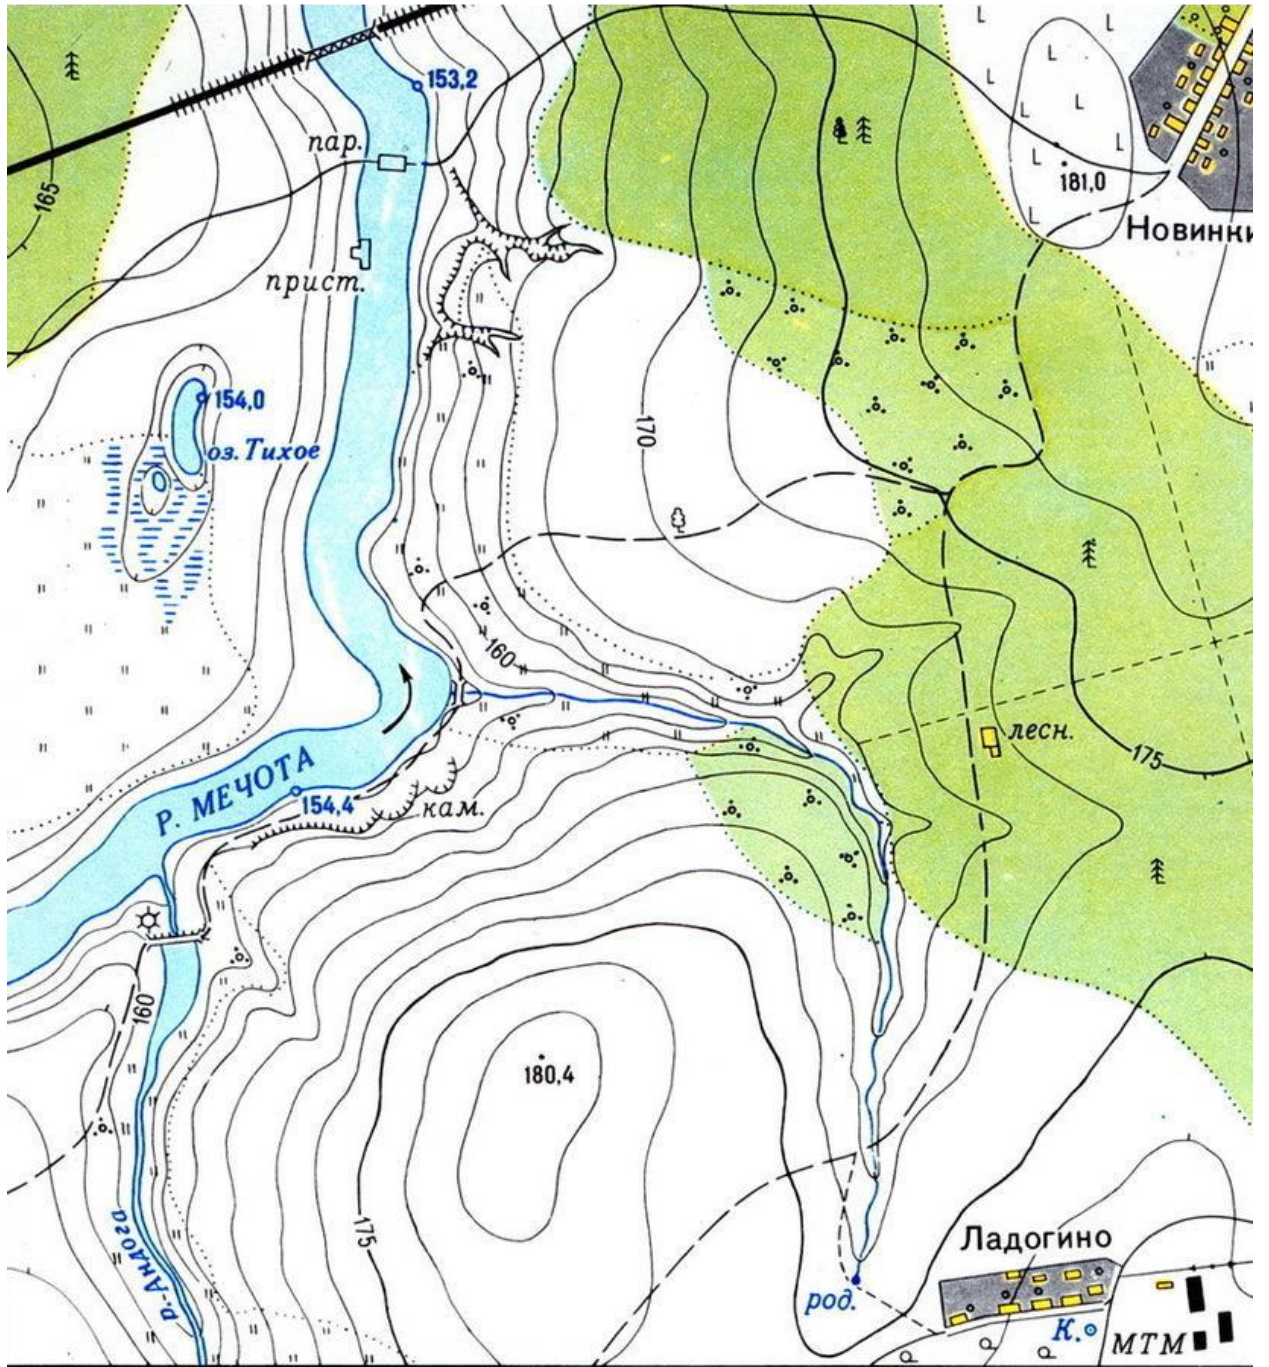 153,2
пар.
181,0
Новинки
165
прист.
154,0
оз. Тихое
170
160
лесн.
175
Р. МЕЧОТА
154,4
кам.
160
180,4
175
р. Андога
Ладогино
род.
К.
МТМ